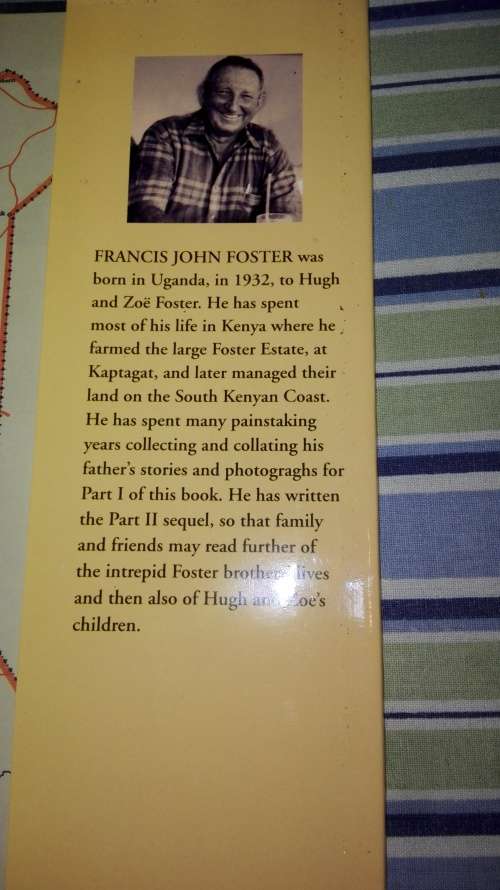 FRANCIS JOHN FOSTER was
born in Uganda, in 1932, to Hugh
and Zoë Foster. He has spent
most of his life in Kenya where he
farmed the large Foster Estate, at
Kaptagat, and later managed their
land on the South Kenyan Coast.
He has spent many painstaking
years collecting and collating his
father's stories and photograghs for
Part I of this book. He has written
the Part II sequel, so that family
and friends may read further of
the intrepid Foster brothers' lives
and then also of Hugh and Zoe's
children.